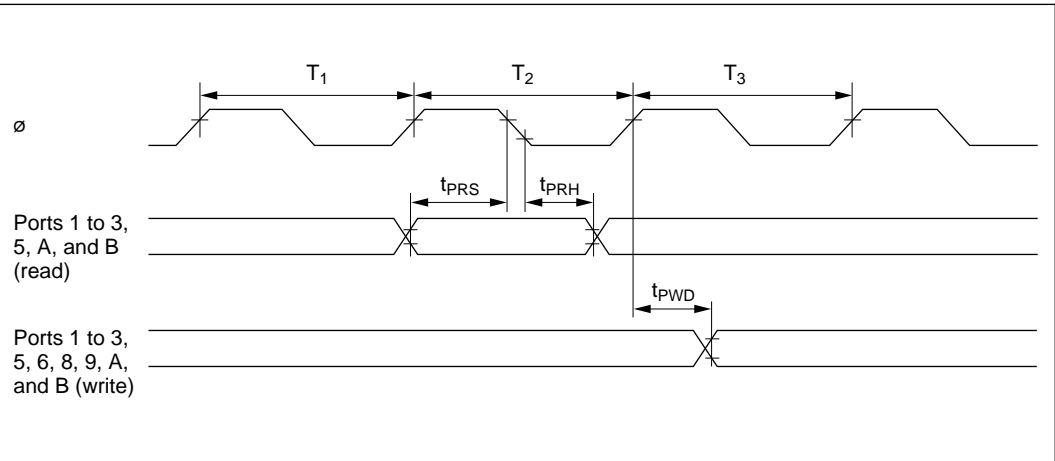 T1
T2
T3
ø
tPRS
tPRH
Ports 1 to 3,
5, A, and B
(read)
tPWD
Ports 1 to 3,
5, 6, 8, 9, A,
and B (write)